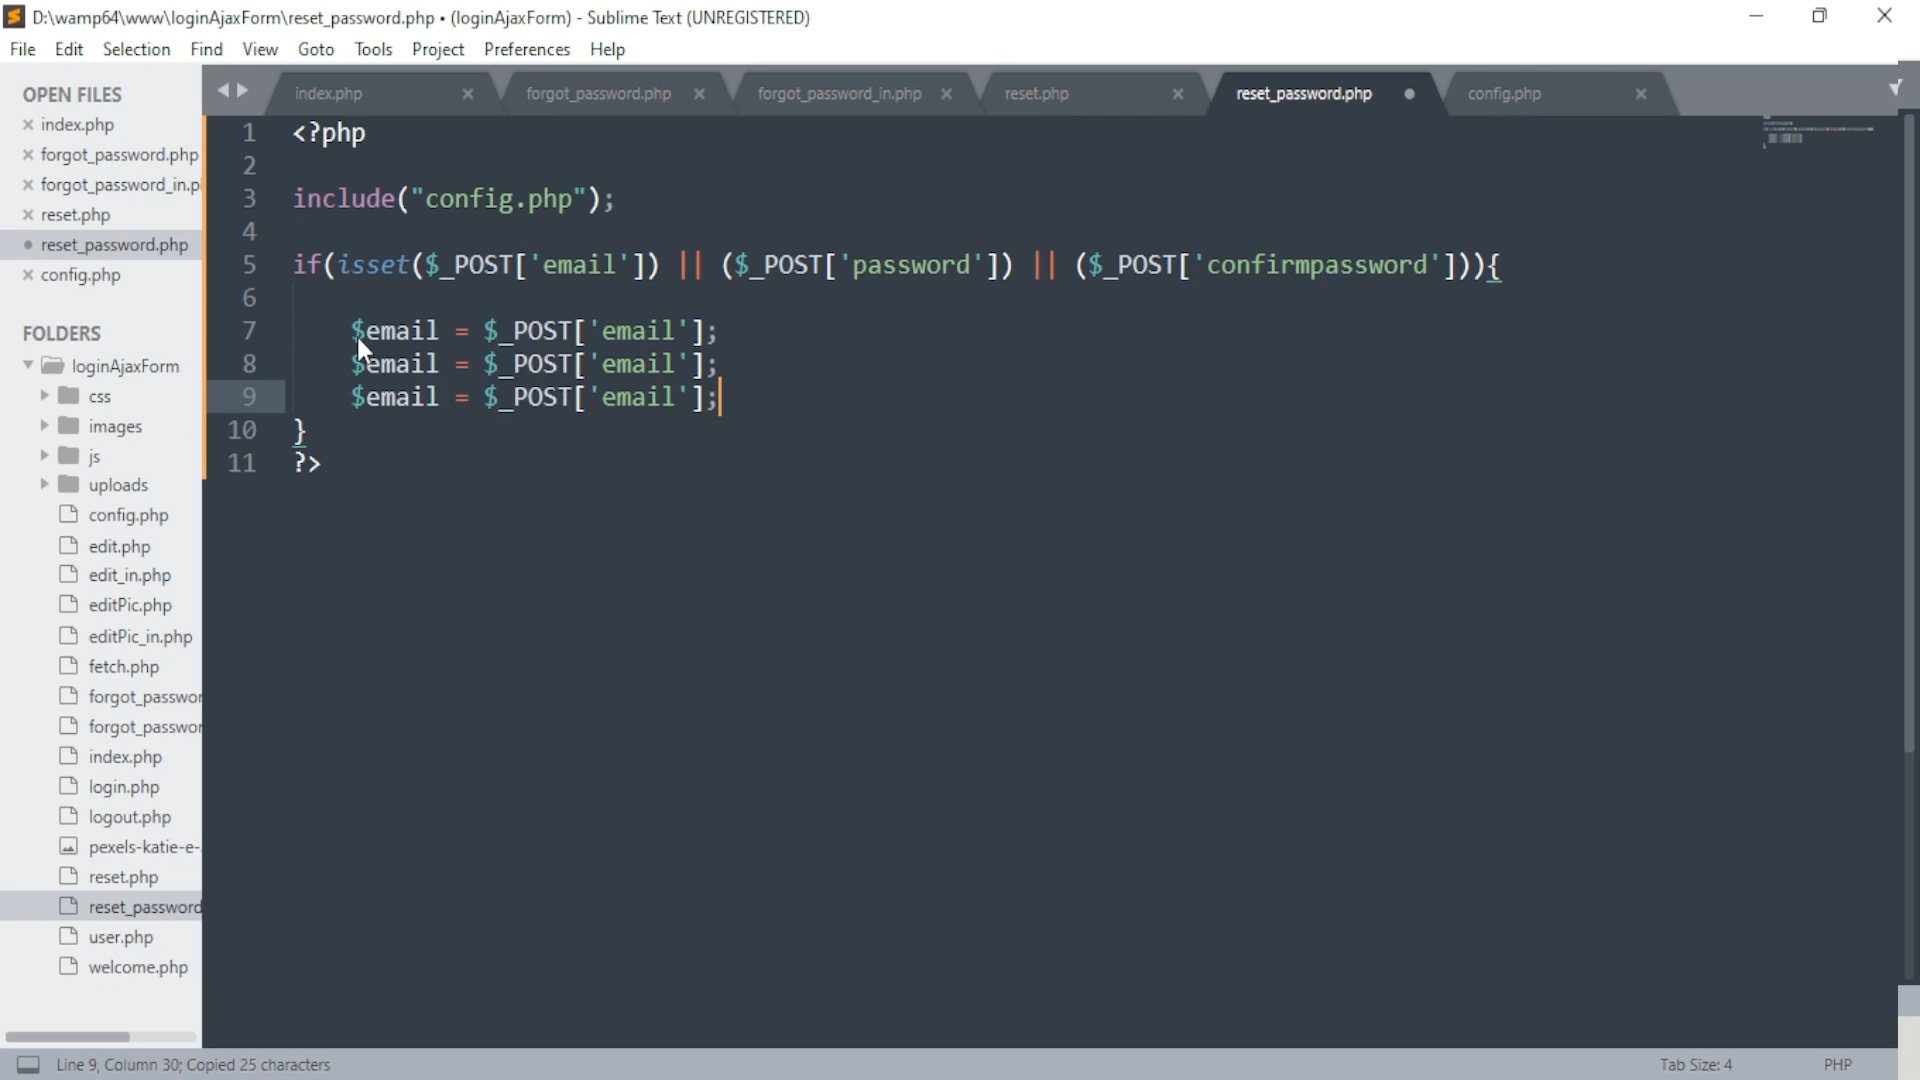 D:\wamp64\www\loginAjaxForm\reset_password.php • (loginAjaxForm) - Sublime Text (UNREGISTERED)
File Edit Selection Find View Goto Tools Project Preferences Help
OPEN FILES
index.php
forgot_password.php
forgot_password_in.p
reset.php
reset_password.php
config.php
FOLDERS
loginAjaxForm
css
images
js
uploads
config.php
edit.php
edit_in.php
editPic.php
editPic_in.php
fetch.php
forgot_passwor
forgot_passwor
index.php
login.php
logout.php
pexels-katie-e-
reset.php
reset_password
user.php
welcome.php
index.php forgot_password.php forgot_password_in.php reset.php reset_password.php config.php
1 <?php
2
3 include("config.php");
4
5 if(isset($_POST['email']) || ($_POST['password']) || ($_POST['confirmpassword'])){
6
7 $email = $_POST['email'];
8 $email = $_POST['email'];
9 $email = $_POST['email'];
10 }
11 ?>
Line 9, Column 30; Copied 25 characters
Tab Size: 4 PHP